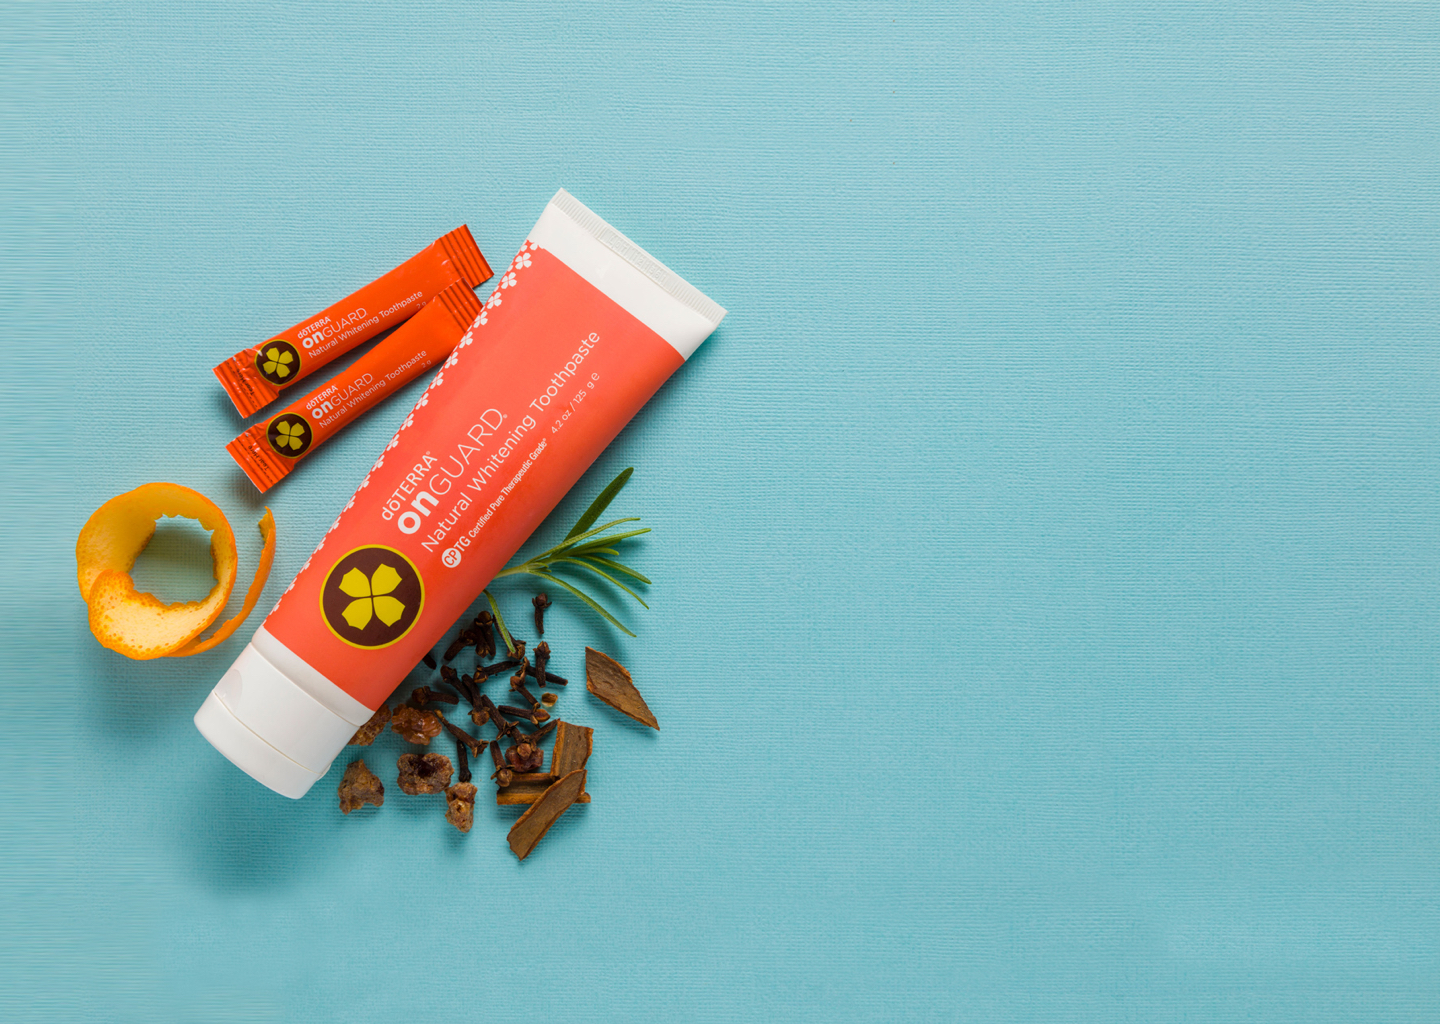 dōTERRA
onGUARD
Natural Whitening Toothpaste
dōTERRA
onGUARD
Natural Whitening Toothpaste
2 g
dōTERRA®
onGUARD®
Natural Whitening Toothpaste
CPTG Certified Pure Therapeutic Grade® 4.2 oz / 125 g ℮